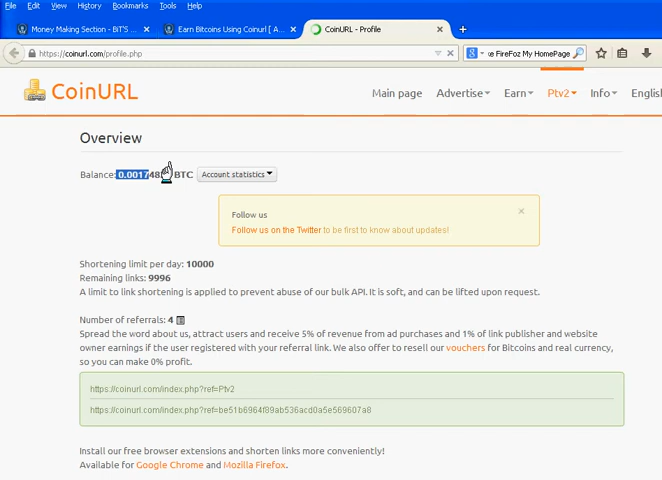 File Edit View History Bookmarks Tools Help
Money Making Section - BiT'S ... × Earn Bitcoins Using Coinurl [ A... × CoinURL - Profile × +
https://coinurl.com/profile.php FireFoz My HomePage
CoinURL Main page Advertise Earn Ptv2 Info English
Overview
Balance: 0.00174 BTC Account statistics
Follow us ×
Follow us on the Twitter to be first to know about updates!
Shortening limit per day: 10000
Remaining links: 9996
A limit to link shortening is applied to prevent abuse of our bulk API. It is soft, and can be lifted upon request.
Number of referrals: 4
Spread the word about us, attract users and receive 5% of revenue from ad purchases and 1% of link publisher and website
owner earnings if the user registered with your referral link. We also offer to resell our vouchers for Bitcoins and real currency,
so you can make 0% profit.
https://coinurl.com/index.php?ref=Ptv2
https://coinurl.com/index.php?ref=be51b6964f89ab536acd0a5e569607a8
Install our free browser extensions and shorten links more conveniently!
Available for Google Chrome and Mozilla Firefox.